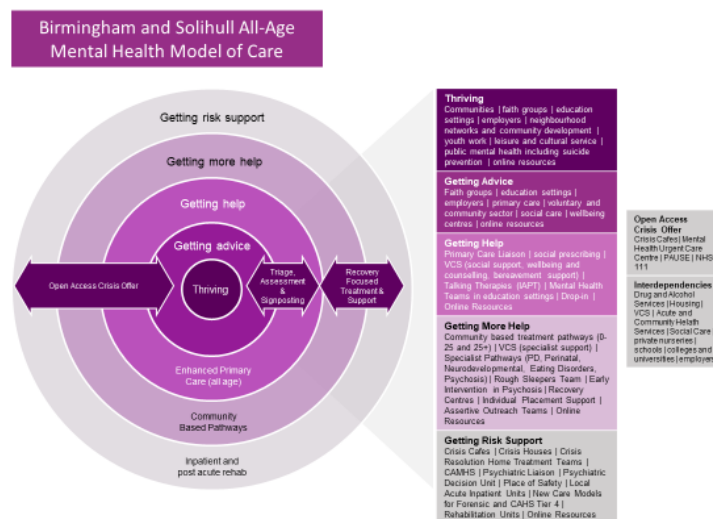 Birmingham and Solihull All-Age
Mental Health Model of Care
Getting risk support
Getting more help
Getting help
Getting advice
Thriving
Open Access Crisis Offer
Triage,
Assessment
&
Signposting
Recovery
Focused
Treatment &
Support
Enhanced Primary
Care (all age)
Community
Based Pathways
Inpatient and
post acute rehab
Thriving
Communities | faith groups | education
settings | employers | neighbourhood
networks and community development |
youth work | leisure and cultural service |
public mental health including suicide
prevention | online resources
Getting Advice
Faith groups | education settings |
employers | primary care | voluntary and
community sector | social care | wellbeing
centres | online resources
Getting Help
Primary Care Liaison | social prescribing |
VCS (social support, wellbeing and
counselling, bereavement support) |
Talking Therapies (IAPT) | Mental Health
Teams in education settings | Drop-in |
Online Resources
Getting More Help
Community based treatment pathways (0-
25 and 25+) | VCS (specialist support) |
Specialist Pathways (PD, Perinatal,
Neurodevelopmental, Eating Disorders,
Psychosis) | Rough Sleepers Team | Early
Intervention in Psychosis | Recovery
Centres | Individual Placement Support |
Assertive Outreach Teams | Online
Resources
Getting Risk Support
Crisis Cafes | Crisis Houses | Crisis
Resolution Home Treatment Teams |
CAMHS | Psychiatric Liaison | Psychiatric
Decision Unit | Place of Safety | Local
Acute Inpatient Units | New Care Models
for Forensic and CAHS Tier 4 |
Rehabilitation Units | Online Resources
Open Access
Crisis Offer
Crisis Cafes | Mental
Health Urgent Care
Centre | PAUSE | NHS
111
Interdependencies
Drug and Alcohol
Services | Housing |
VCS | Acute and
Community Helath
Services | Social Care
private nurseries |
schools | colleges and
universities | employers